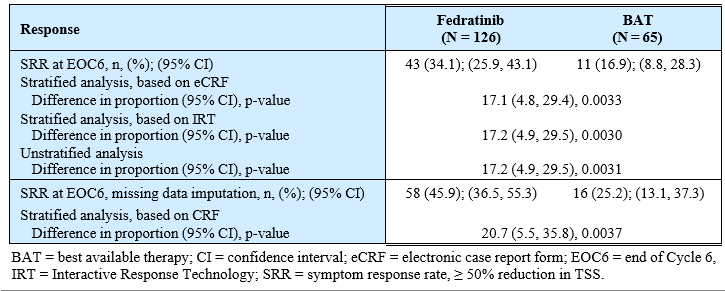 Response Fedratinib (N = 126) BAT (N = 65)
SRR at EOC6, n, (%); (95% CI) 43 (34.1); (25.9, 43.1) 11 (16.9); (8.8, 28.3)
Stratified analysis, based on eCRF
Difference in proportion (95% CI), p-value 17.1 (4.8, 29.4), 0.0033
Stratified analysis, based on IRT
Difference in proportion (95% CI), p-value 17.2 (4.9, 29.5), 0.0030
Unstratified analysis
Difference in proportion (95% CI), p-value 17.2 (4.9, 29.5), 0.0031
SRR at EOC6, missing data imputation, n, (%); (95% CI) 58 (45.9); (36.5, 55.3) 16 (25.2); (13.1, 37.3)
Stratified analysis, based on CRF
Difference in proportion (95% CI), p-value 20.7 (5.5, 35.8), 0.0037
BAT = best available therapy; CI = confidence interval; eCRF = electronic case report form; EOC6 = end of Cycle 6,
IRT = Interactive Response Technology; SRR = symptom response rate, ≥ 50% reduction in TSS.